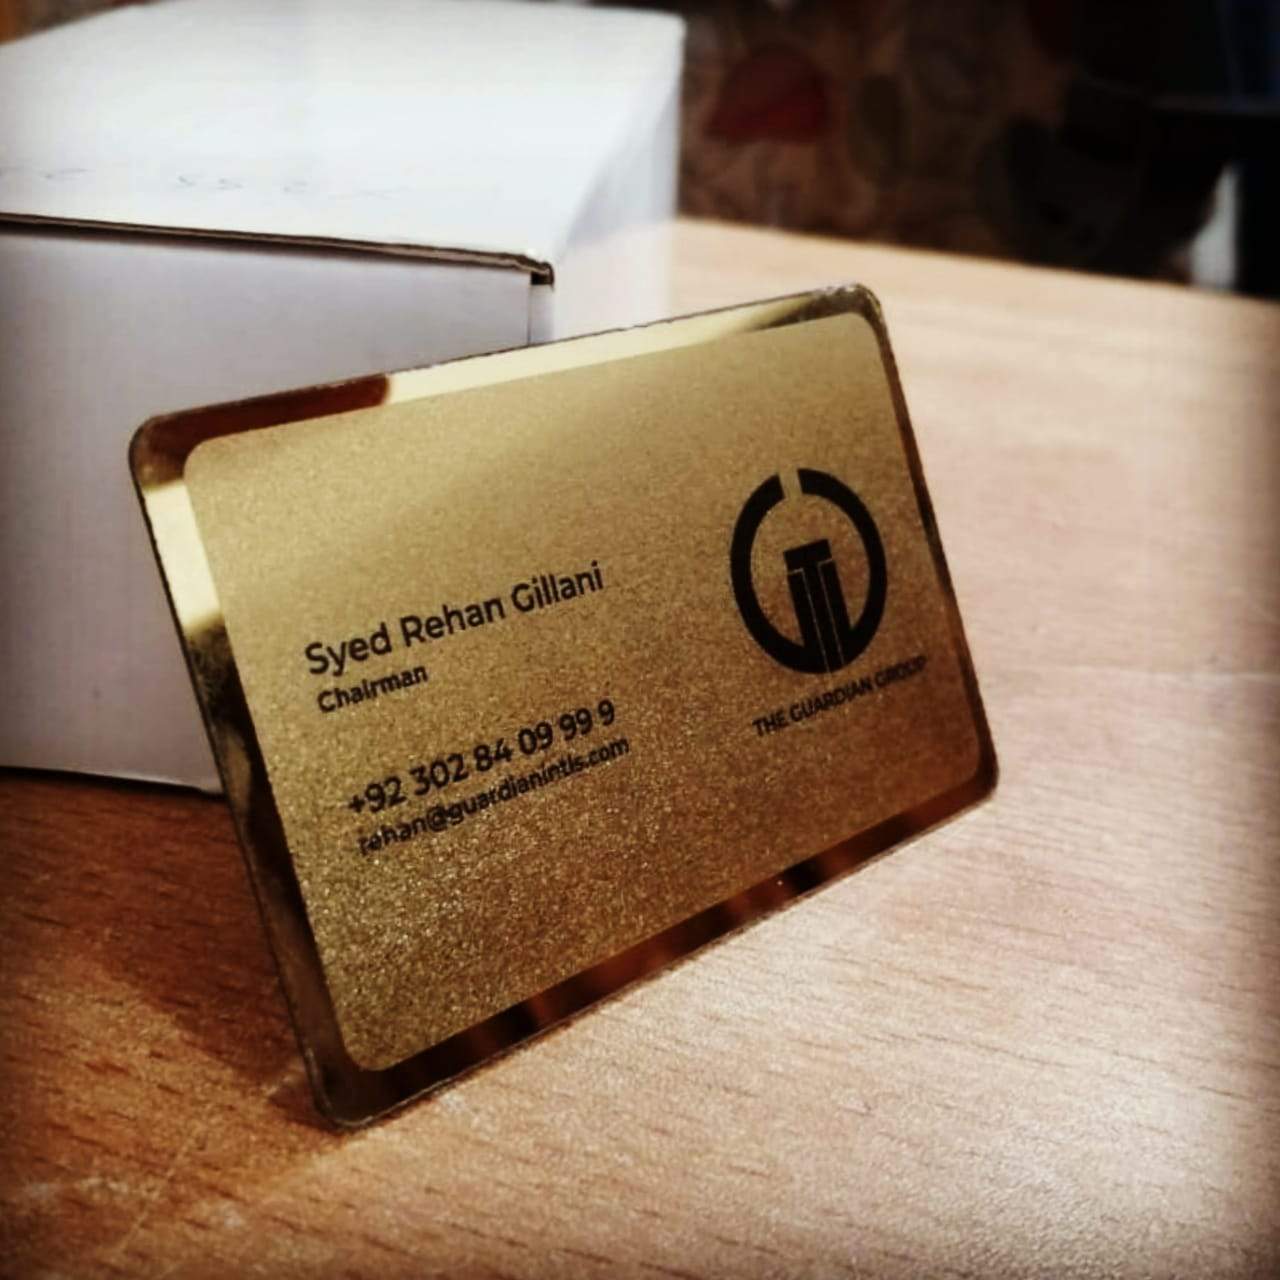 Syed Rehan Gillani
Chairman
+92 302 84 09 99 9
rehan@guardianintls.com
THE GUARDIAN GROUP